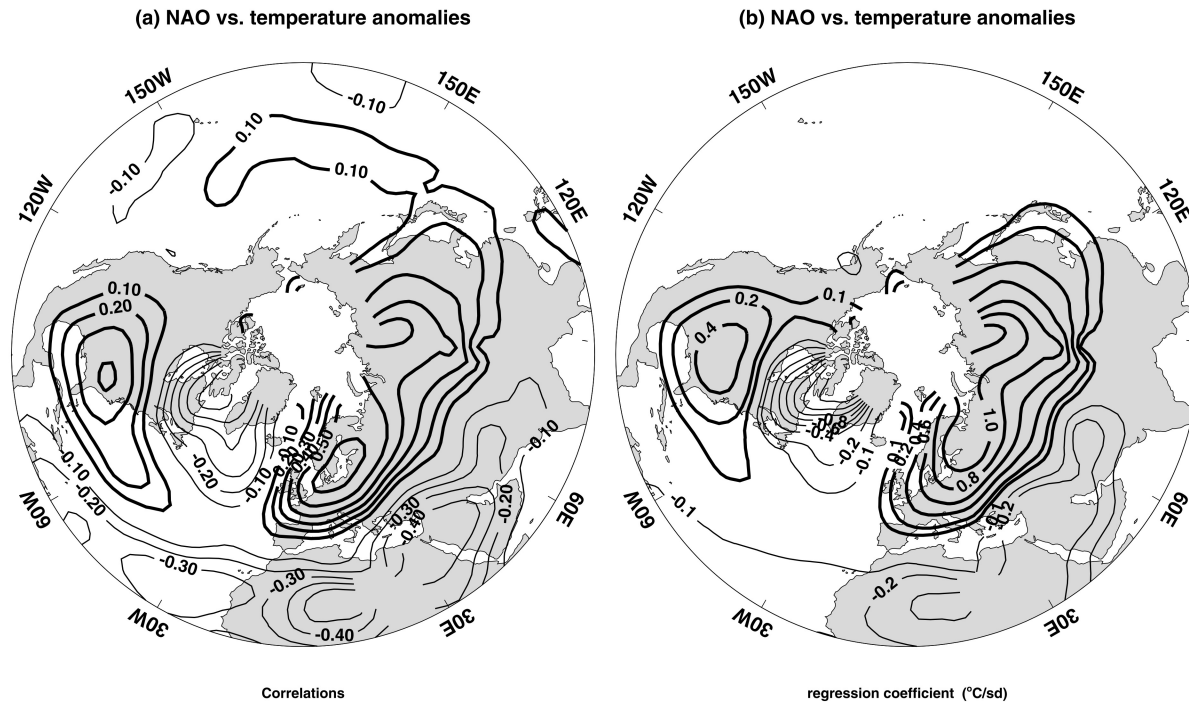 (a) NAO vs. temperature anomalies
(b) NAO vs. temperature anomalies
150W
150E
120W
120E
60W
60E
30W
30E
-0.10
0.10
-0.10
0.10
0.10
0.20
-0.20
-0.10
-0.10
-0.20
-0.30
-0.30
-0.40
-0.30
-0.40
-0.20
-0.10
0.50
150W
150E
120W
120E
60W
60E
30W
30E
0.2
0.1
0.4
-0.2
-0.1
-0.1
1.0
0.8
-0.2
Correlations
regression coefficient (°C/sd)